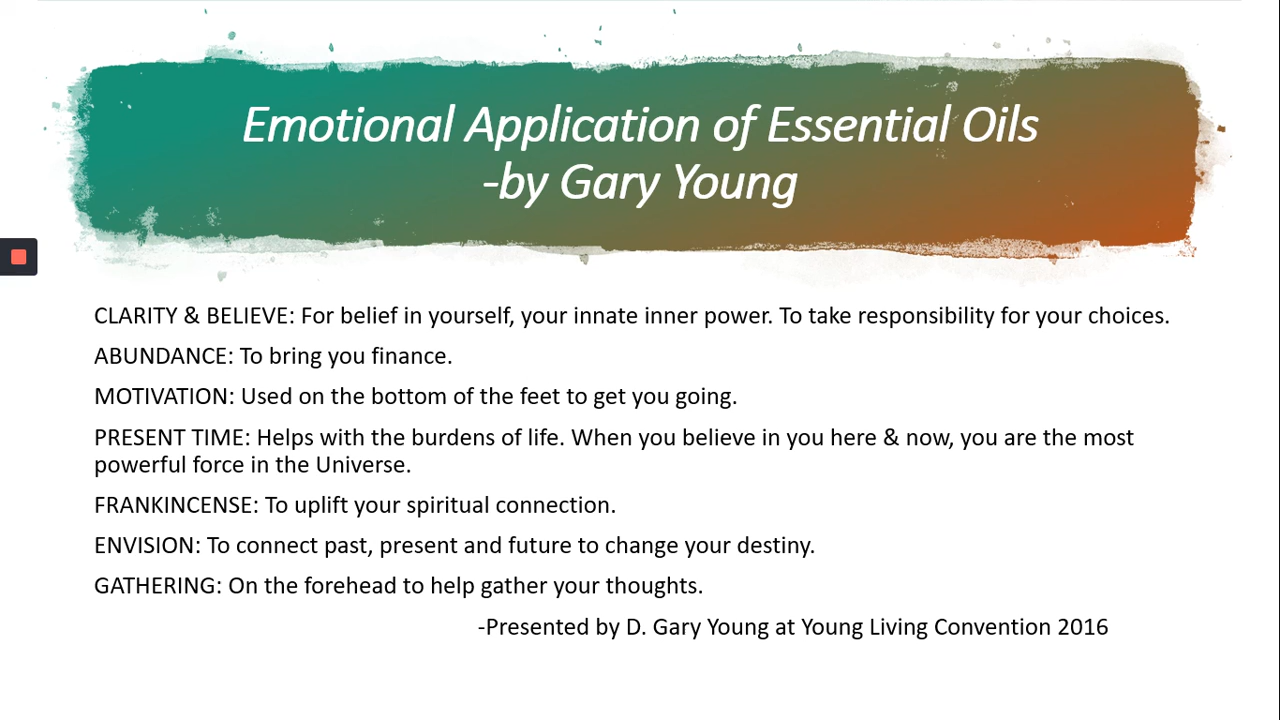 Emotional Application of Essential Oils
-by Gary Young
CLARITY & BELIEVE: For belief in yourself, your innate inner power. To take responsibility for your choices.
ABUNDANCE: To bring you finance.
MOTIVATION: Used on the bottom of the feet to get you going.
PRESENT TIME: Helps with the burdens of life. When you believe in you here & now, you are the most
powerful force in the Universe.
FRANKINCENSE: To uplift your spiritual connection.
ENVISION: To connect past, present and future to change your destiny.
GATHERING: On the forehead to help gather your thoughts.
-Presented by D. Gary Young at Young Living Convention 2016